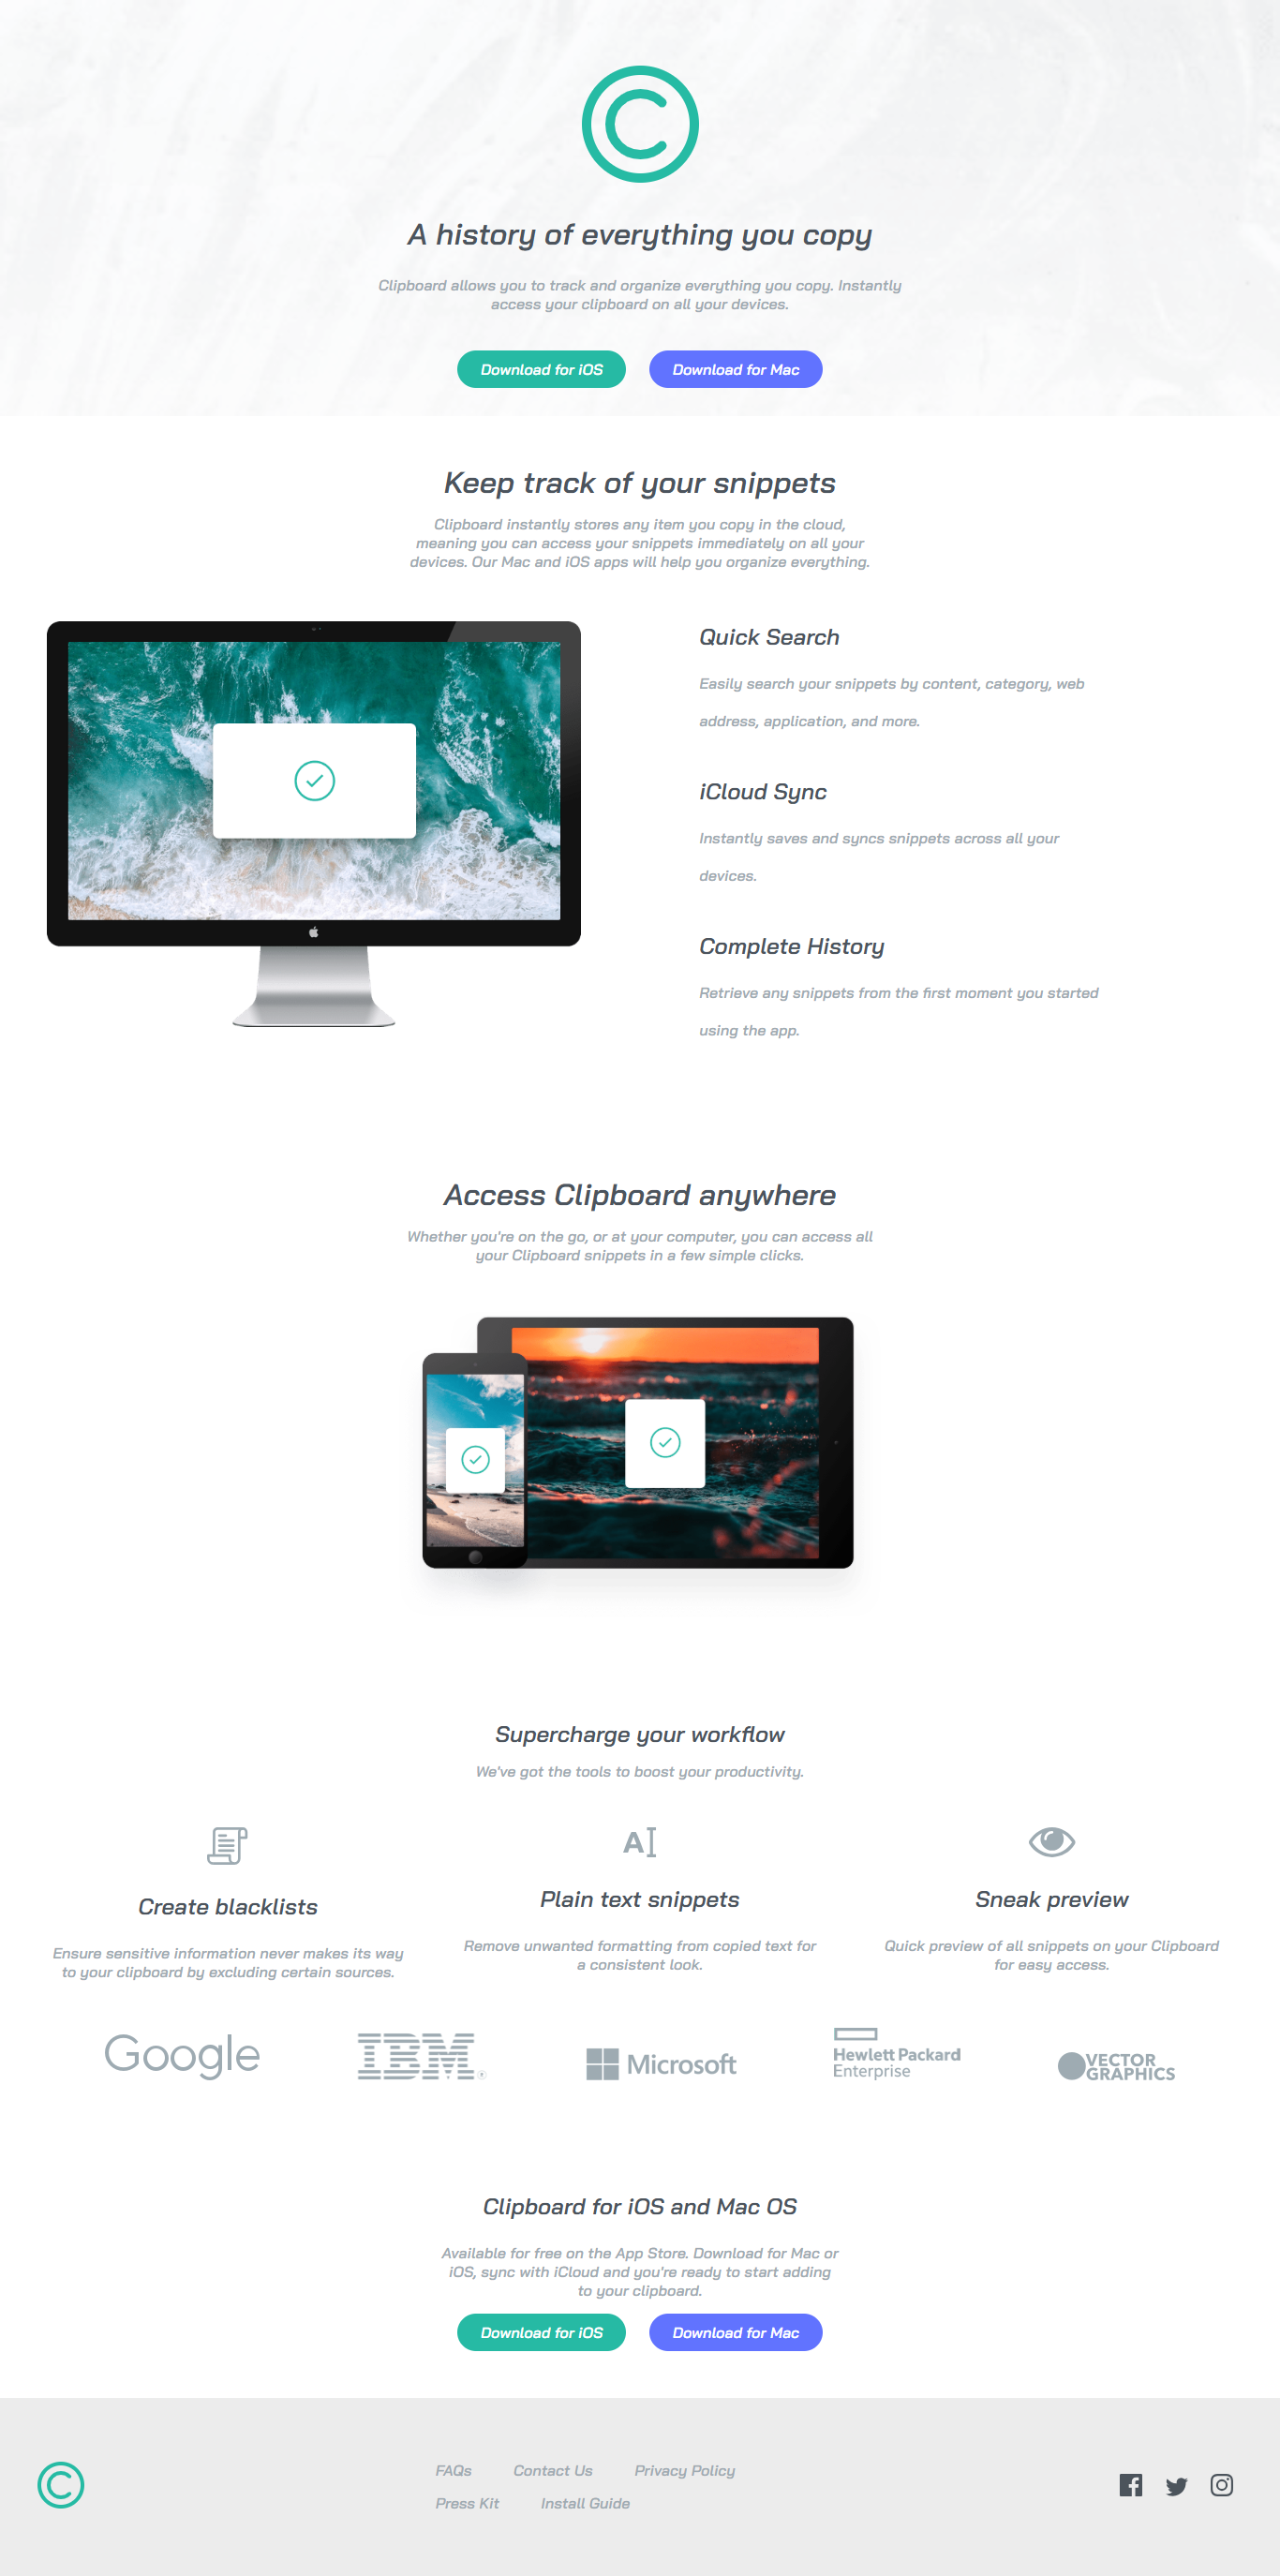 A history of everything you copy
Clipboard allows you to track and organize everything you copy. Instantly
access your clipboard on all your devices.
Download for iOS
Download for Mac
Keep track of your snippets
Clipboard instantly stores any item you copy in the cloud,
meaning you can access your snippets immediately on all your
devices. Our Mac and iOS apps will help you organize everything.
Quick Search
Easily search your snippets by content, category, web
address, application, and more.
iCloud Sync
Instantly saves and syncs snippets across all your
devices.
Complete History
Retrieve any snippets from the first moment you started
using the app.
Access Clipboard anywhere
Whether you're on the go, or at your computer, you can access all
your Clipboard snippets in a few simple clicks.
Supercharge your workflow
We've got the tools to boost your productivity.
Create blacklists
Ensure sensitive information never makes its way
to your clipboard by excluding certain sources.
Plain text snippets
Remove unwanted formatting from copied text for
a consistent look.
Sneak preview
Quick preview of all snippets on your Clipboard
for easy access.
Google
IBM
Microsoft
Hewlett Packard
Enterprise
VECTOR
GRAPHICS
Clipboard for iOS and Mac OS
Available for free on the App Store. Download for Mac or
iOS, sync with iCloud and you're ready to start adding
to your clipboard.
Download for iOS
Download for Mac
FAQs
Contact Us
Privacy Policy
Press Kit
Install Guide